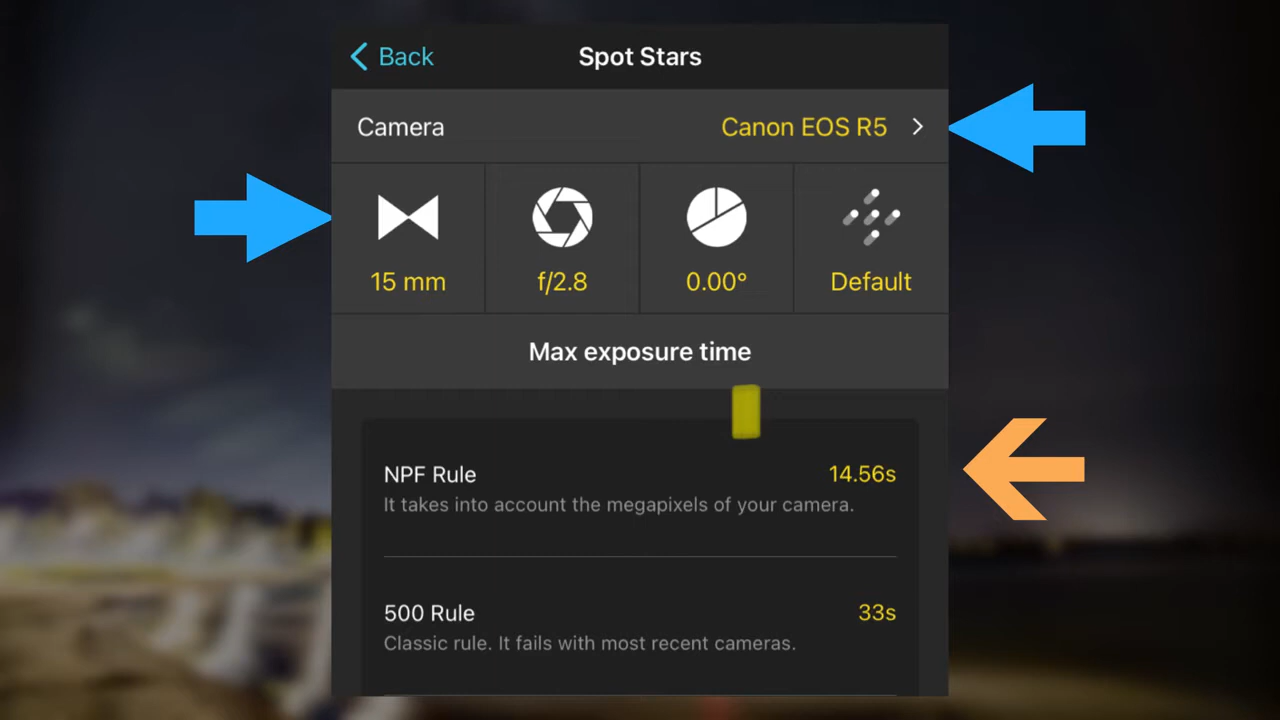 Back
Spot Stars
Camera
Canon EOS R5
15 mm
f/2.8
0.00°
Default
Max exposure time
NPF Rule
14.56s
It takes into account the megapixels of your camera.
500 Rule
33s
Classic rule. It fails with most recent cameras.